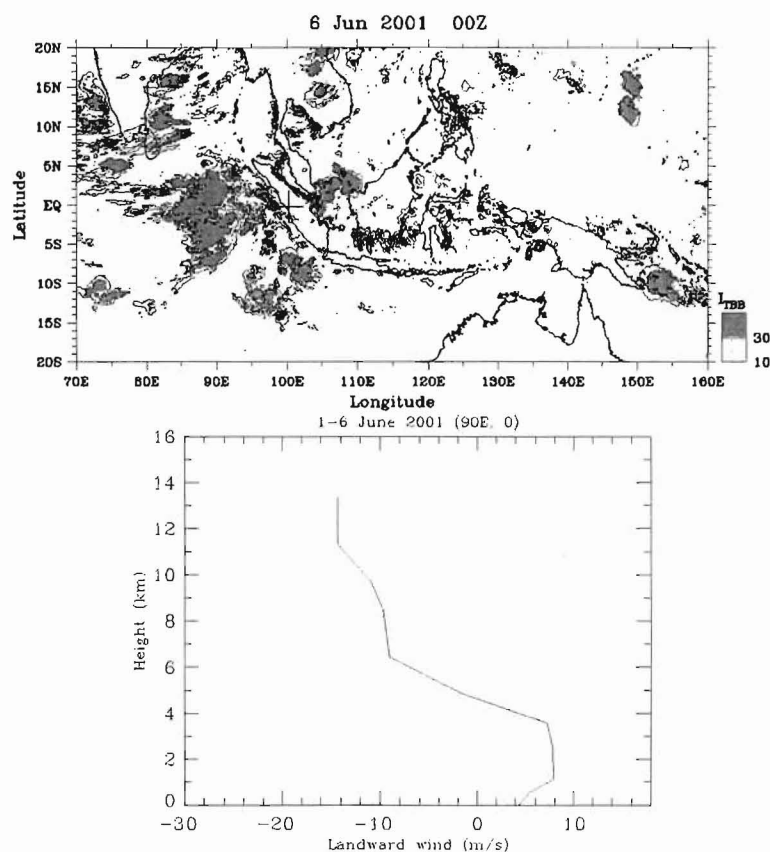 6 Jun 2001 00Z
20N
15N
10N
5N
EQ
5S
10S
15S
20S
Latitude
70E 80E 90E 100E 110E 120E 130E 140E 150E 160E
Longitude
I_TBB
30
10
1-6 June 2001 (90E, 0)
16
14
12
10
8
6
4
2
0
Height (km)
-30 -20 -10 0 10
Landward wind (m/s)